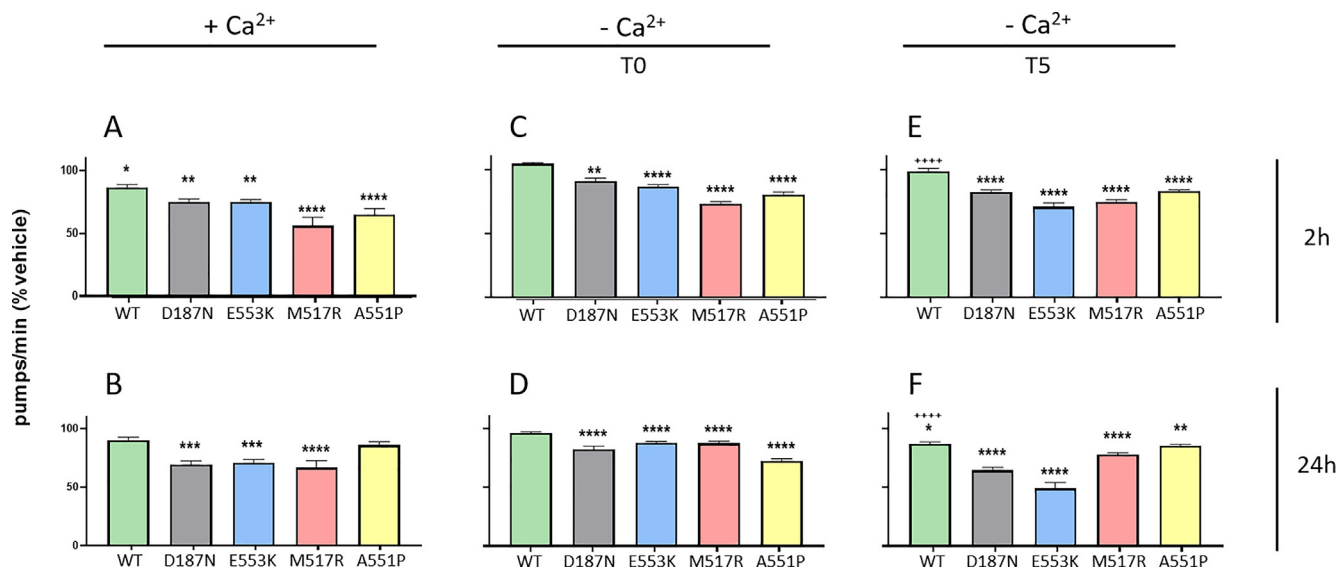 + Ca²⁺
- Ca²⁺
- Ca²⁺
T0
T5
pumps/min (% vehicle)
A
100
50
0
*
**
**
****
****
WT D187N E553K M517R A551P
C
**
****
****
****
WT D187N E553K M517R A551P
E
++++
****
****
****
****
WT D187N E553K M517R A551P
2h
B
100
50
0
***
***
****
WT D187N E553K M517R A551P
D
****
****
****
****
WT D187N E553K M517R A551P
F
++++
*
****
****
****
**
WT D187N E553K M517R A551P
24h